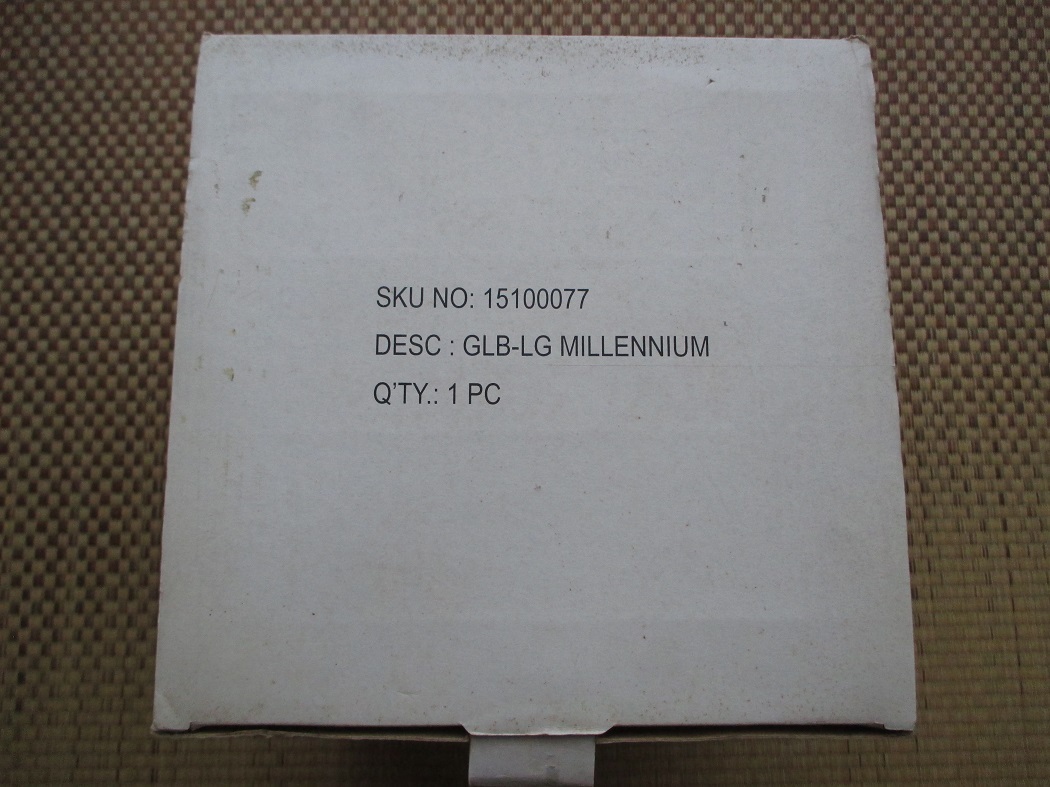 SKU NO: 15100077
DESC : GLB-LG MILLENNIUM
Q'TY.: 1 PC